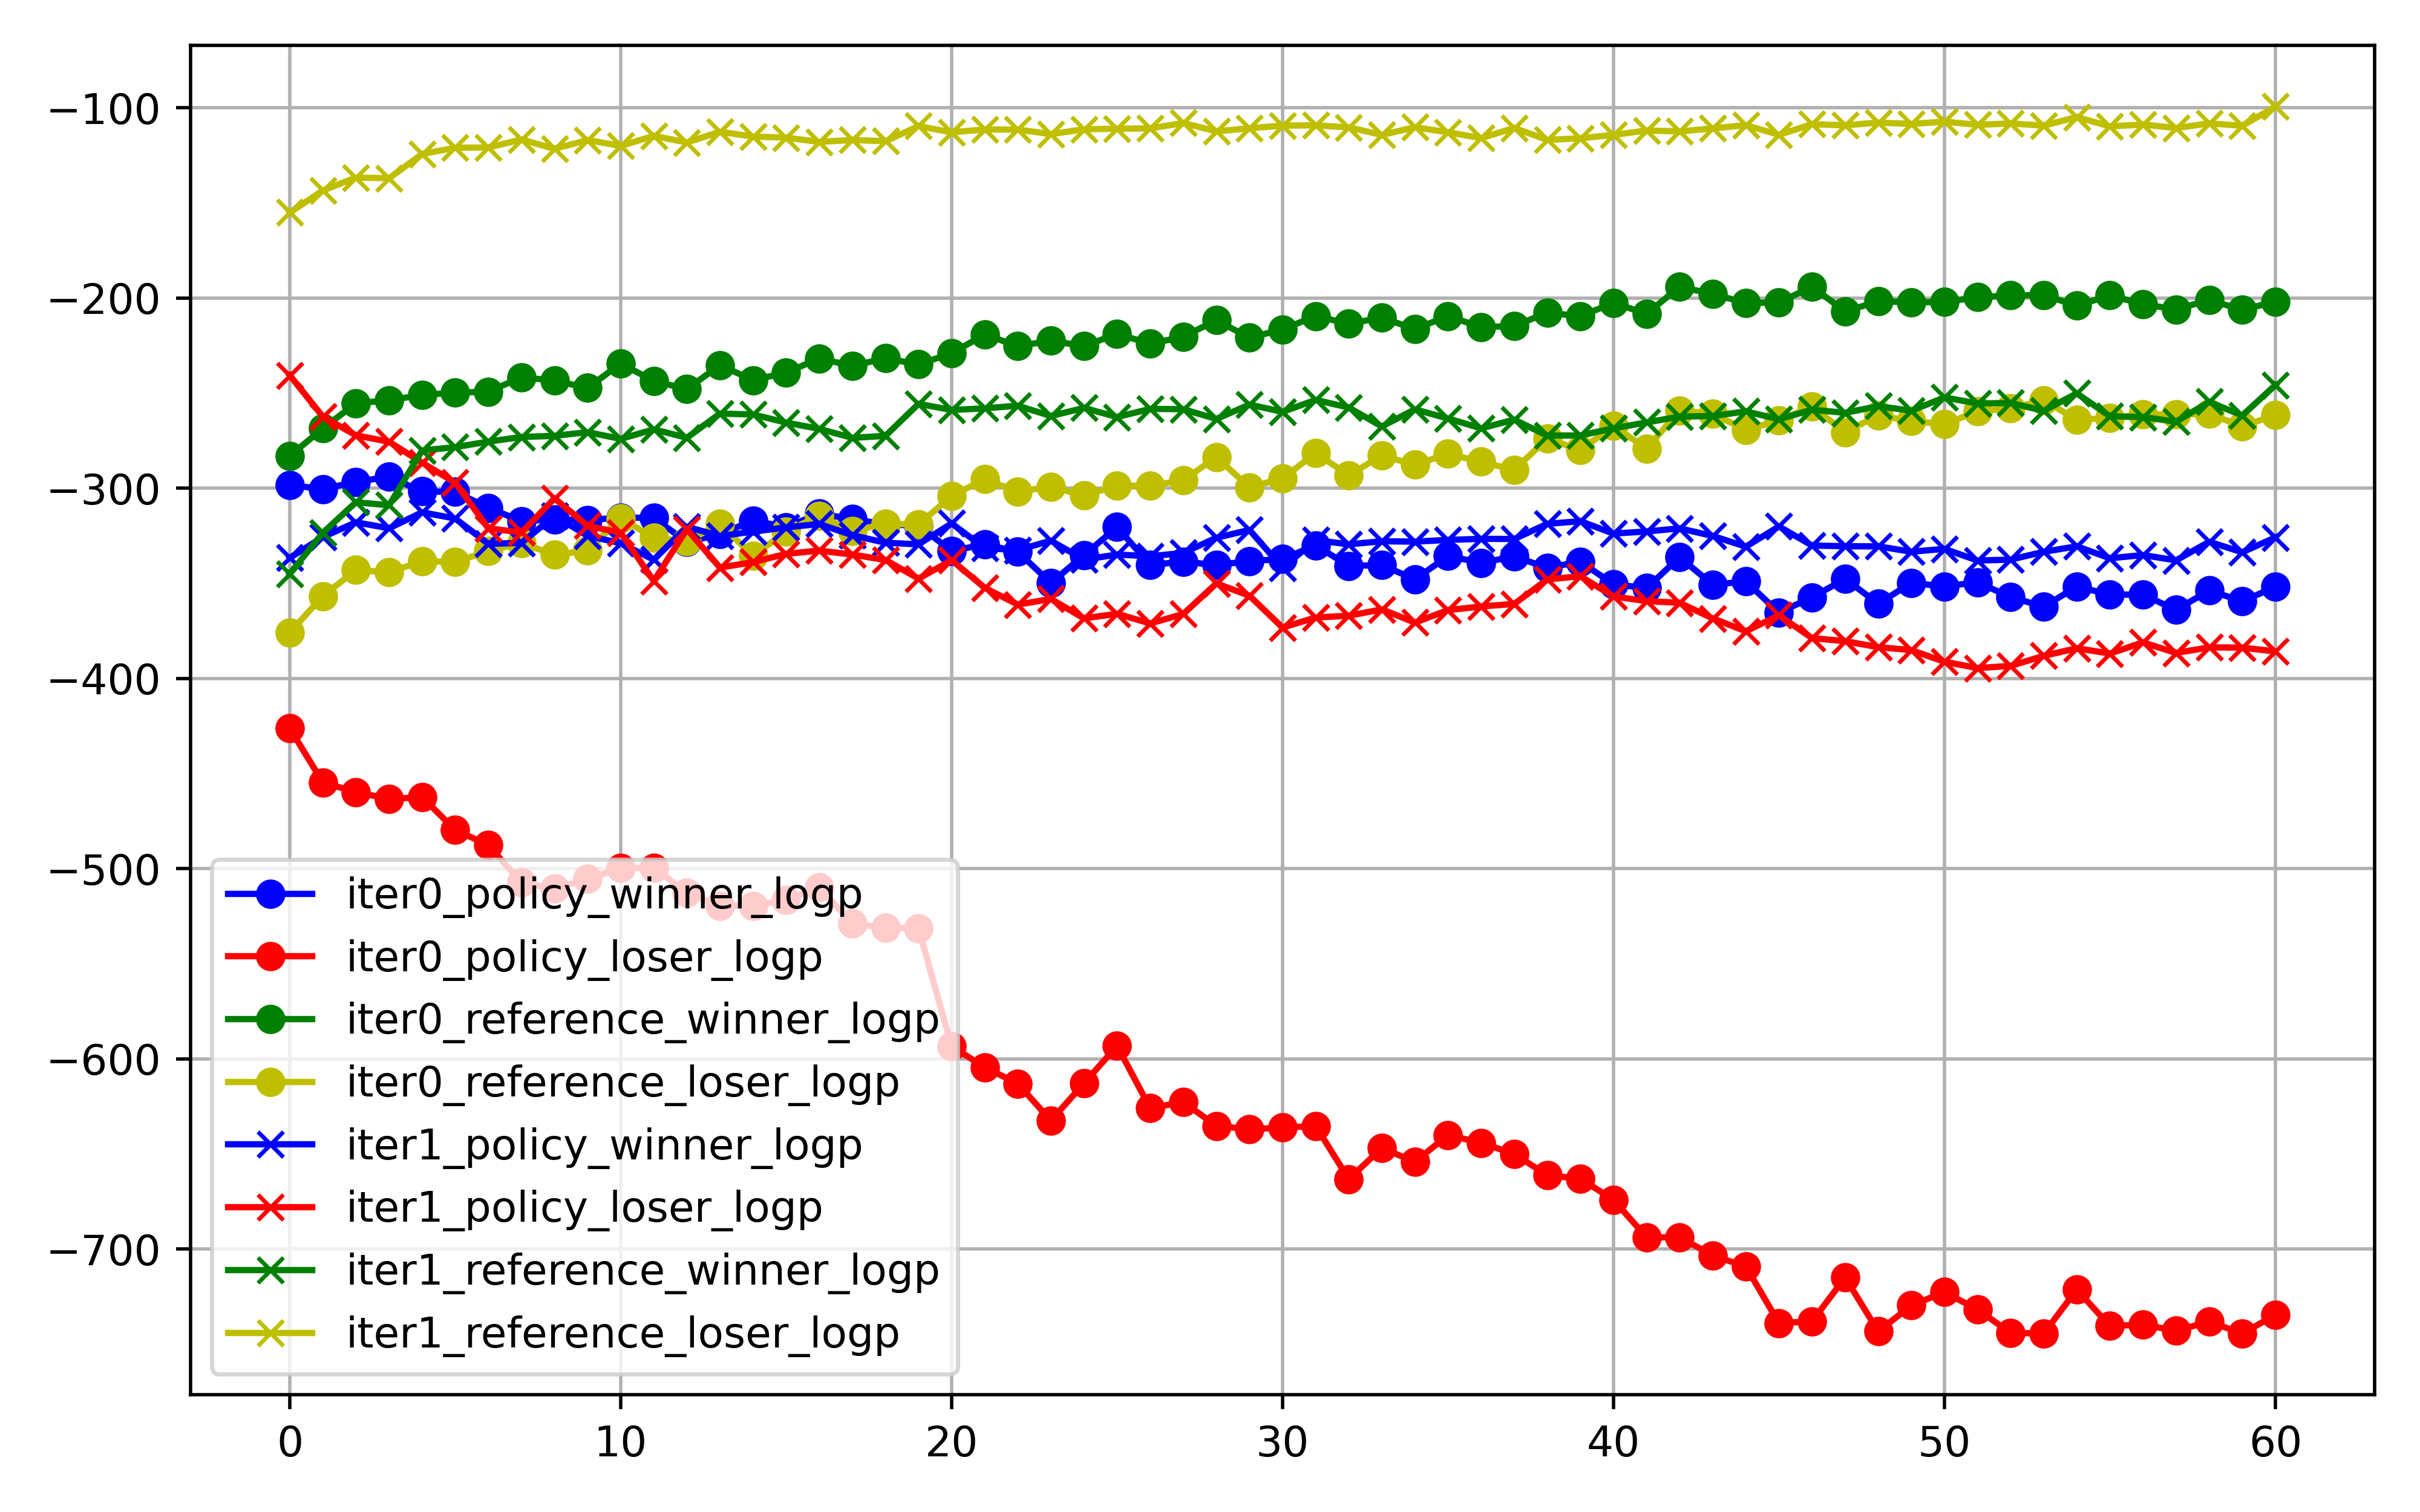 −100
−200
−300
−400
−500
−600
−700
iter0_policy_winner_logp
iter0_policy_loser_logp
iter0_reference_winner_logp
iter0_reference_loser_logp
iter1_policy_winner_logp
iter1_policy_loser_logp
iter1_reference_winner_logp
iter1_reference_loser_logp
0 10 20 30 40 50 60